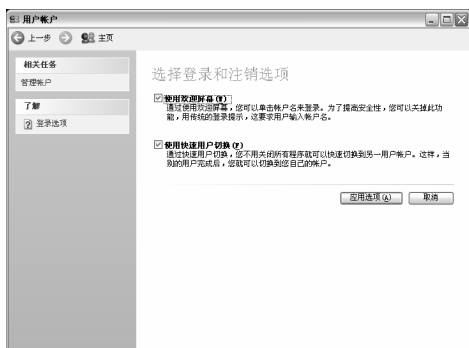 用户帐户
上一步 主页
相关任务
管理帐户
了解
登录选项
选择登录和注销选项
使用欢迎屏幕(W)
通过使用欢迎屏幕，您可以单击帐户名来登录。为了提高安全性，您可以关掉此功
能，用传统的登录提示，这要求用户输入帐户名。
使用快速用户切换(F)
通过快速用户切换，您不用关闭所有程序就可以快速切换到另一用户帐户。这样，当
别的用户完成后，您就可以切换到您自己的帐户。
应用选项(A) 取消